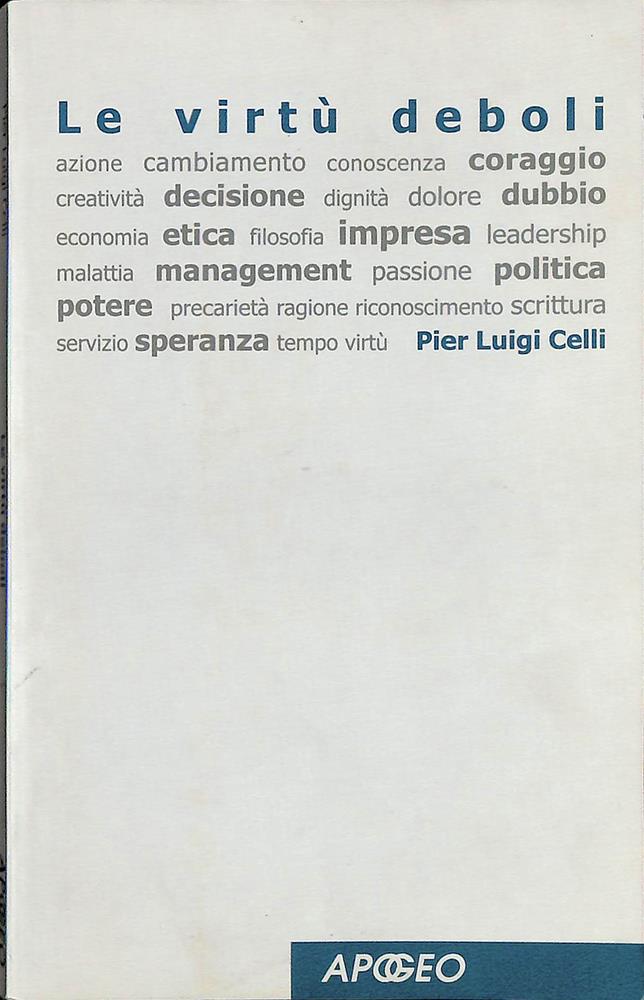 Le virtù deboli
azione cambiamento conoscenza coraggio
creatività decisione dignità dolore dubbio
economia etica filosofia impresa leadership
malattia management passione politica
potere precarietà ragione riconoscimento scrittura
servizio speranza tempo virtù Pier Luigi Celli
APOGEO